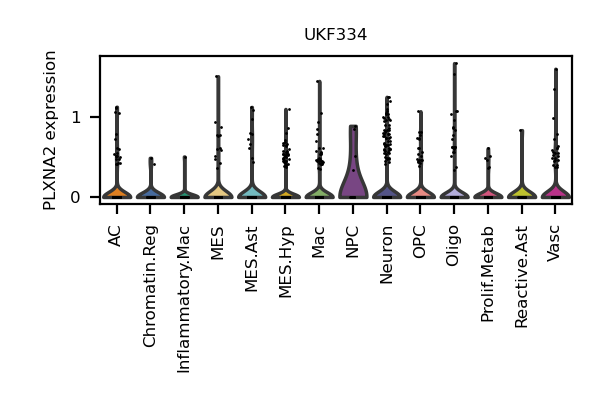 UKF334
PLXNA2 expression
1
0
AC
Chromatin.Reg
Inflammatory.Mac
MES
MES.Ast
MES.Hyp
Mac
NPC
Neuron
OPC
Oligo
Prolif.Metab
Reactive.Ast
Vasc